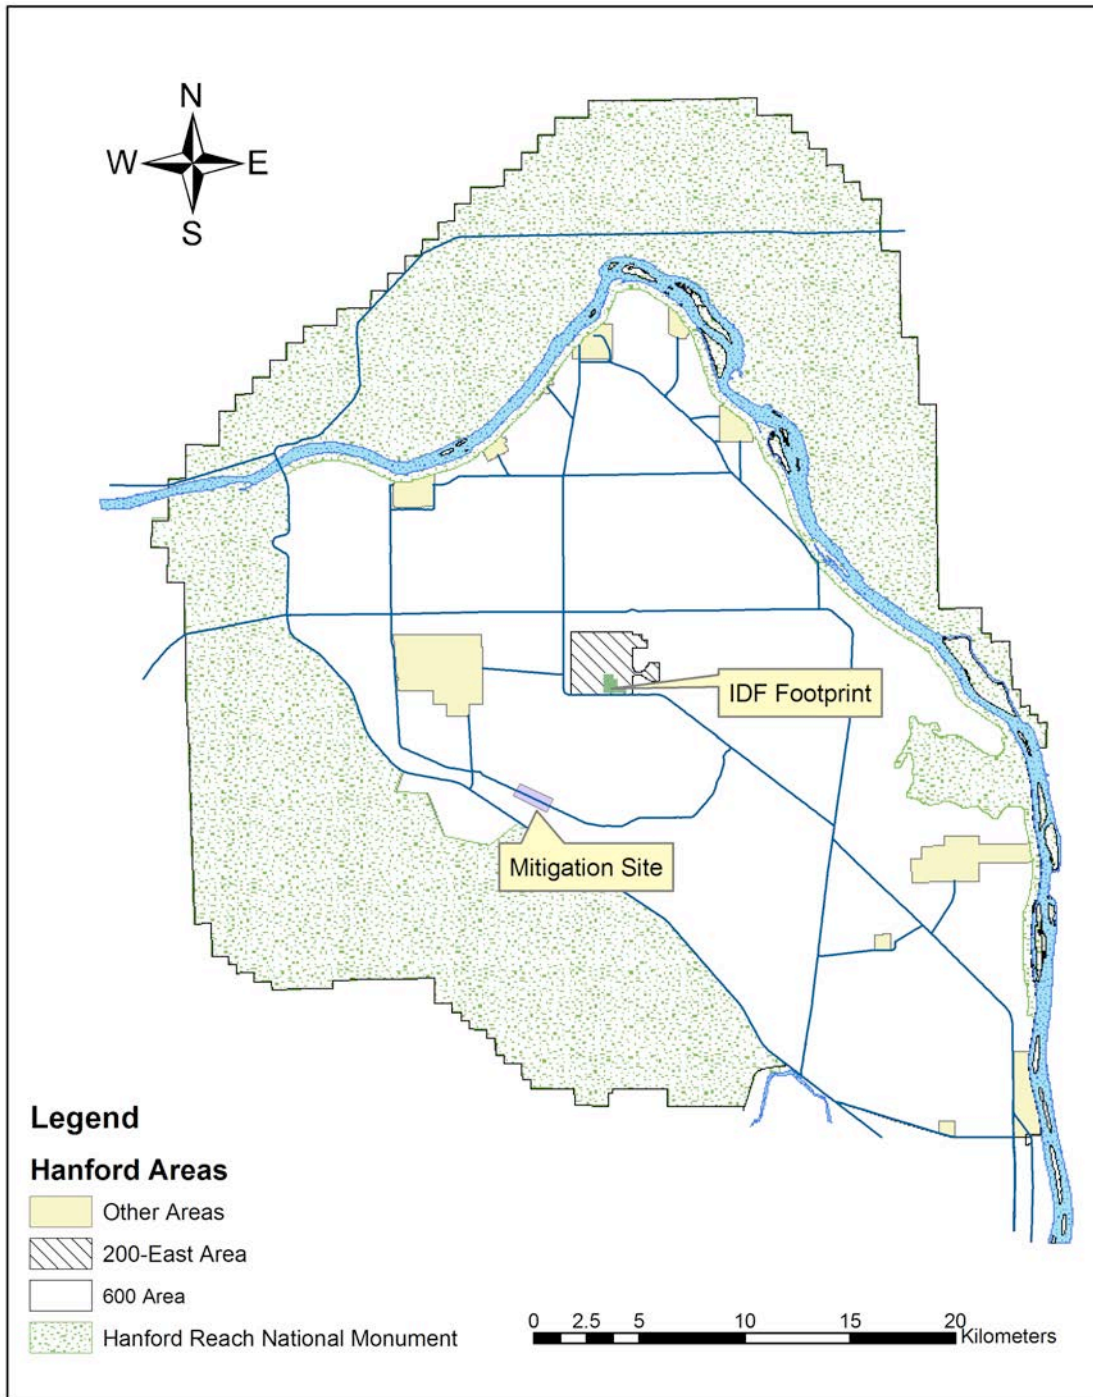 N
W E
S
IDF Footprint
Mitigation Site
Legend
Hanford Areas
Other Areas
200-East Area
600 Area
Hanford Reach National Monument
0 2.5 5 10 15 20
Kilometers